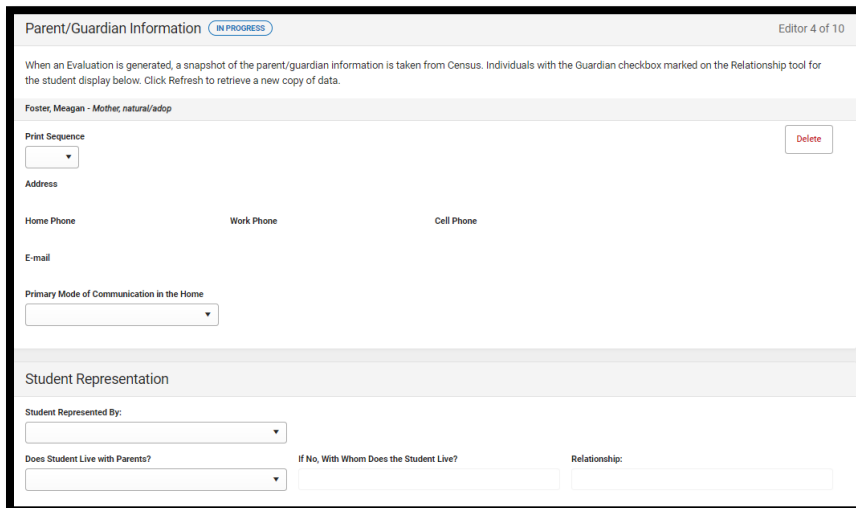 Parent/Guardian Information IN PROGRESS Editor 4 of 10
When an Evaluation is generated, a snapshot of the parent/guardian information is taken from Census. Individuals with the Guardian checkbox marked on the Relationship tool for
the student display below. Click Refresh to retrieve a new copy of data.
Foster, Meagan - Mother, natural/adop
Print Sequence
Delete
Address
Home Phone Work Phone Cell Phone
E-mail
Primary Mode of Communication in the Home
Student Representation
Student Represented By:
Does Student Live with Parents? If No, With Whom Does the Student Live? Relationship: